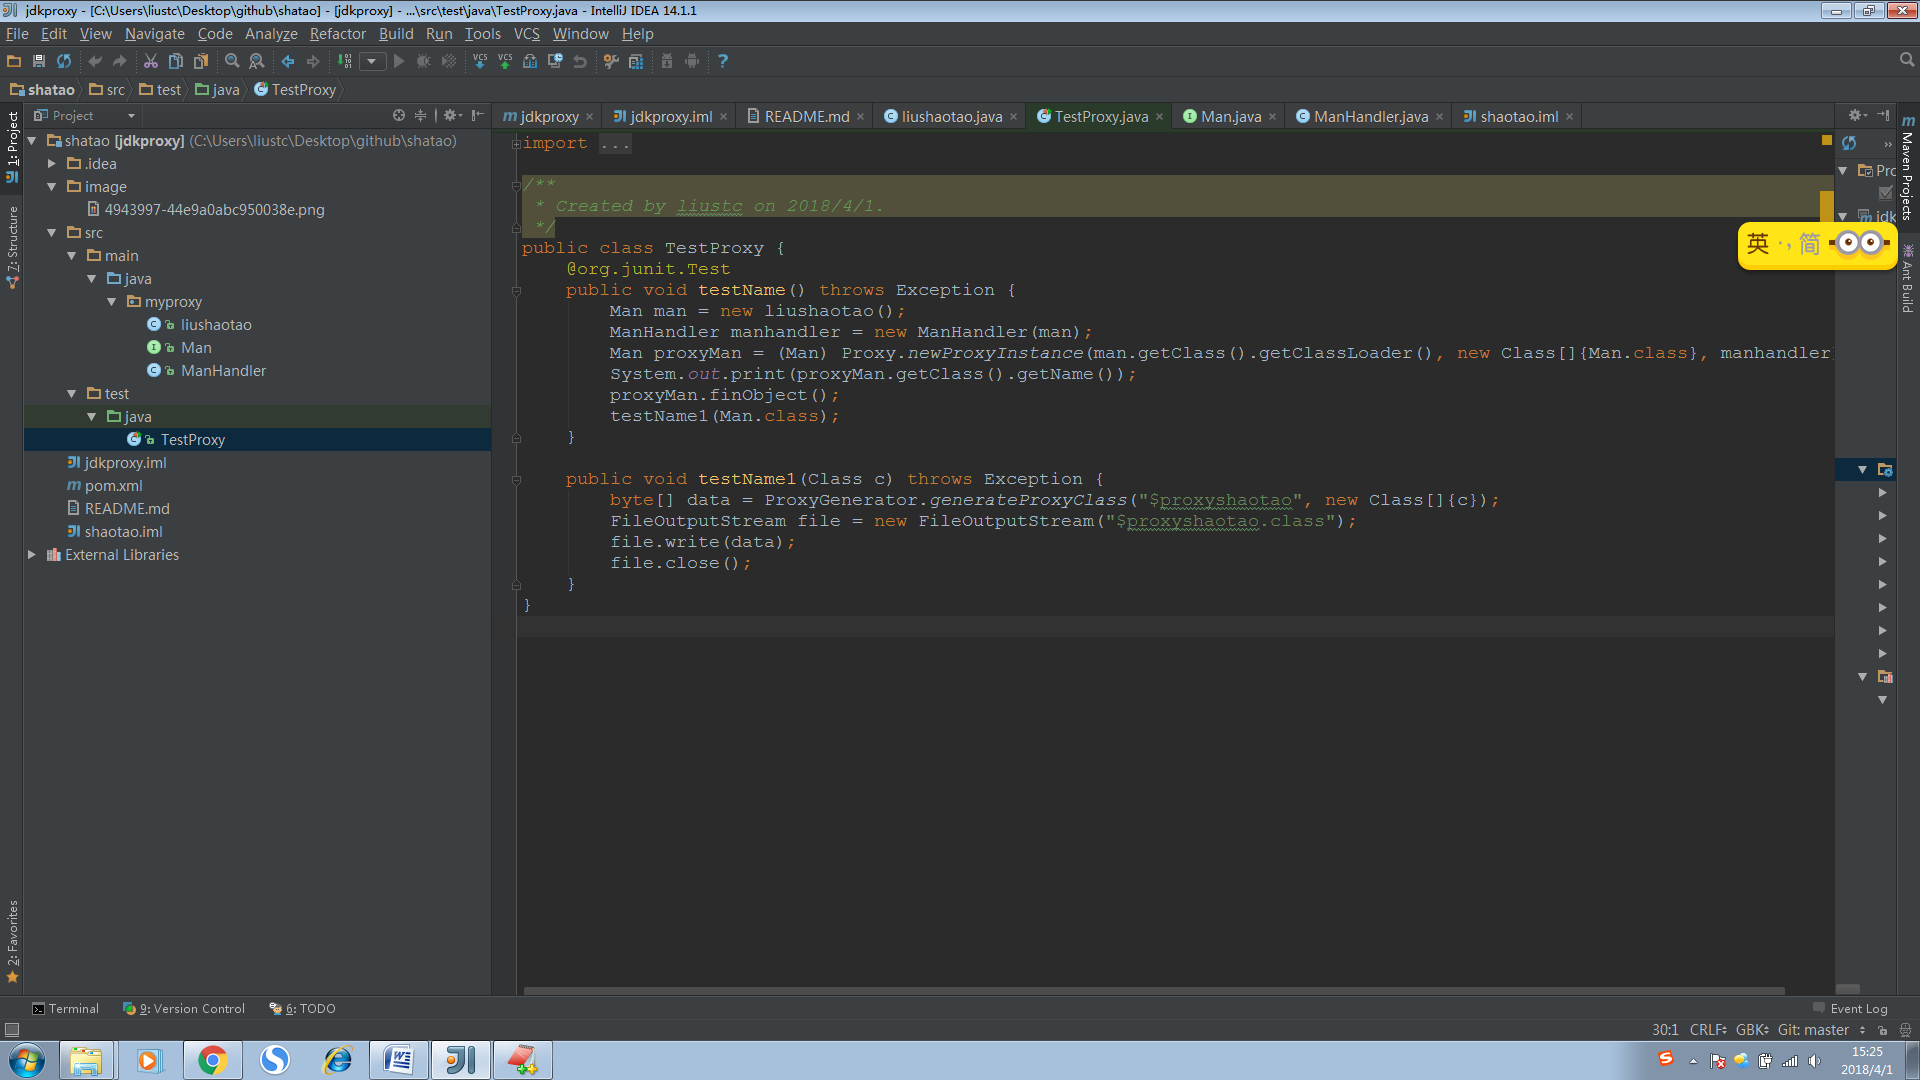 jdkproxy - [C:\Users\liustc\Desktop\github\shatao] - [jdkproxy] - ...\src\test\java\TestProxy.java - IntelliJ IDEA 14.1.1
File Edit View Navigate Code Analyze Refactor Build Run Tools VCS Window Help
shatao src test java TestProxy
Project
jdkproxy jdkproxy.iml README.md liushaotao.java TestProxy.java Man.java ManHandler.java shaotao.iml
1: Project
7: Structure
2: Favorites
shatao [jdkproxy] (C:\Users\liustc\Desktop\github\shatao)
.idea
image
4943997-44e9a0abc950038e.png
src
main
java
myproxy
liushaotao
Man
ManHandler
test
java
TestProxy
jdkproxy.iml
pom.xml
README.md
shaotao.iml
External Libraries
import ...
/**
 * Created by liustc on 2018/4/1.
 */
public class TestProxy {
    @org.junit.Test
    public void testName() throws Exception {
        Man man = new liushaotao();
        ManHandler manhandler = new ManHandler(man);
        Man proxyMan = (Man) Proxy.newProxyInstance(man.getClass().getClassLoader(), new Class[]{Man.class}, manhandler
        System.out.print(proxyMan.getClass().getName());
        proxyMan.finObject();
        testName1(Man.class);
    }
    public void testName1(Class c) throws Exception {
        byte[] data = ProxyGenerator.generateProxyClass("$proxyshaotao", new Class[]{c});
        FileOutputStream file = new FileOutputStream("$proxyshaotao.class");
        file.write(data);
        file.close();
    }
}
Pro
jdk
英 ·, 简
Maven Projects
Ant Build
Terminal 9: Version Control 6: TODO Event Log
30:1 CRLF GBK Git: master
15:25
2018/4/1